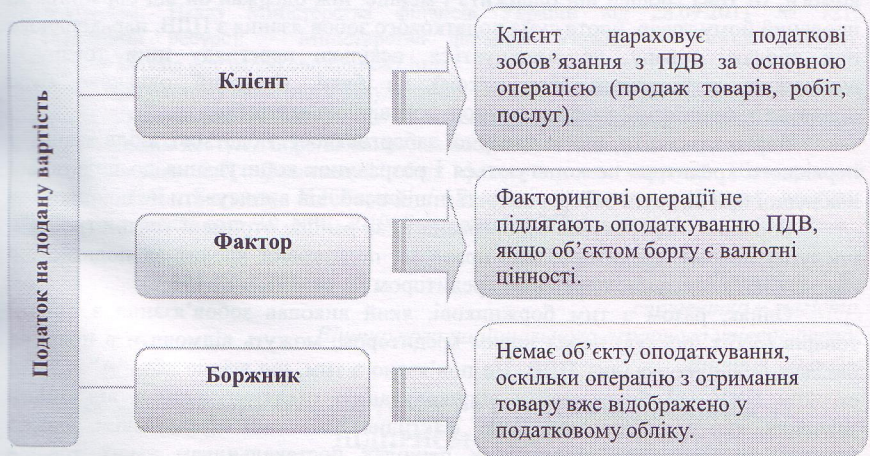 Податок на додану вартість
Клієнт
Клієнт нараховує податкові
зобов’язання з ПДВ за основною
операцією (продаж товарів, робіт,
послуг).
Фактор
Факторингові операції не
підлягають оподаткуванню ПДВ,
якщо об’єктом боргу є валютні
цінності.
Боржник
Немає об’єкту оподаткування,
оскільки операцію з отримання
товару вже відображено у
податковому обліку.